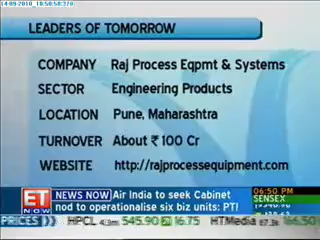 14-09-2010_18:50:58:370
LEADERS OF TOMORROW
COMPANY Raj Process Eqpmt & Systems
SECTOR Engineering Products
LOCATION Pune, Maharashtra
TURNOVER About ₹ 100 Cr
WEBSITE http://rajprocessequipment.com
ET NOW
NEWS NOW Air India to seek Cabinet
nod to operationalise six biz units: PTI
06:50 PM
SENSEX
PRICES HPCL 545.90 16.75 HTMedia